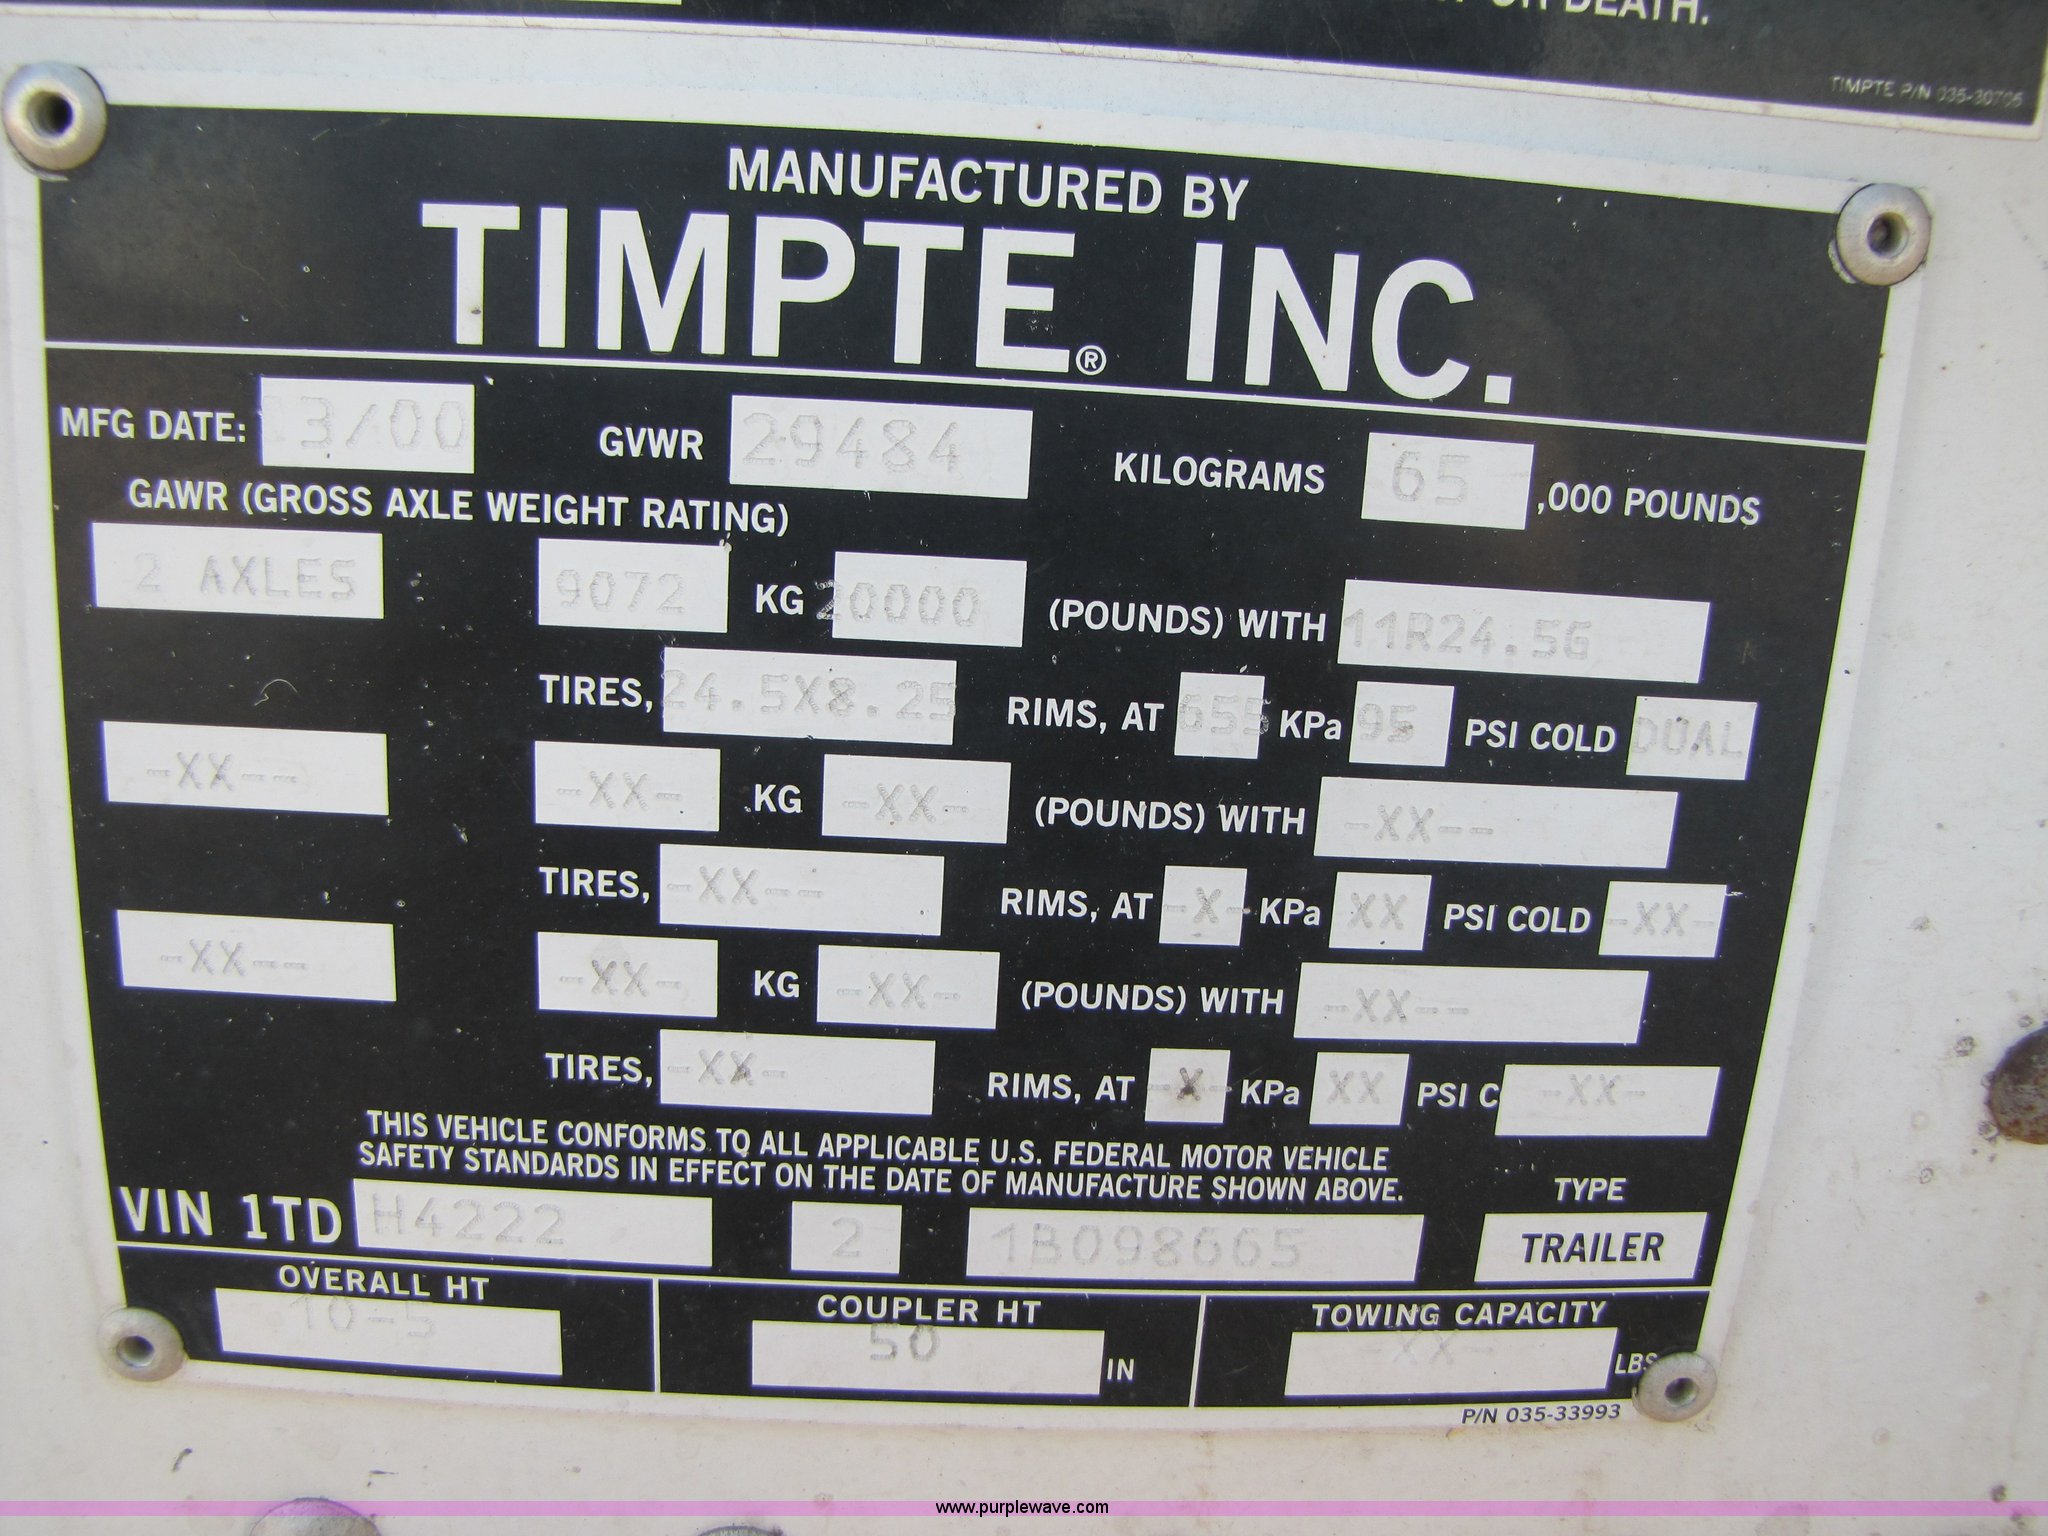 OR DEATH.
TIMPTE P/N 035-30706
MANUFACTURED BY
TIMPTE® INC.
MFG DATE: 3/00 GVWR 29484 KILOGRAMS 65 ,000 POUNDS
GAWR (GROSS AXLE WEIGHT RATING)
2 AXLES 9072 KG 20000 (POUNDS) WITH 11R24.5G
TIRES, 24.5X8.25 RIMS, AT 655 KPa 95 PSI COLD DUAL
-XX-- -XX- KG -XX- (POUNDS) WITH -XX--
TIRES, -XX-- RIMS, AT -X- KPa XX PSI COLD -XX-
-XX-- -XX- KG -XX- (POUNDS) WITH -XX--
TIRES, -XX- RIMS, AT -X- KPa XX PSI C -XX-
THIS VEHICLE CONFORMS TO ALL APPLICABLE U.S. FEDERAL MOTOR VEHICLE
SAFETY STANDARDS IN EFFECT ON THE DATE OF MANUFACTURE SHOWN ABOVE.
TYPE
VIN 1TD H4222 2 1B098665 TRAILER
OVERALL HT 10-5
COUPLER HT 50 IN
TOWING CAPACITY -XX- LBS
P/N 035-33993
www.purplewave.com